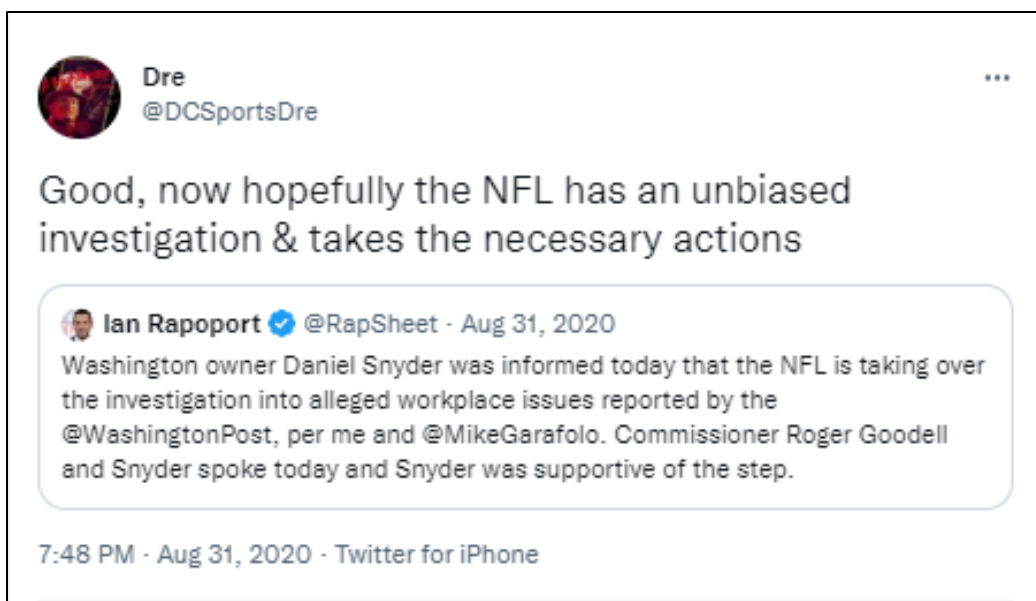 Dre
@DCSportsDre
Good, now hopefully the NFL has an unbiased
investigation & takes the necessary actions
Ian Rapoport @RapSheet · Aug 31, 2020
Washington owner Daniel Snyder was informed today that the NFL is taking over
the investigation into alleged workplace issues reported by the
@WashingtonPost, per me and @MikeGarafolo. Commissioner Roger Goodell
and Snyder spoke today and Snyder was supportive of the step.
7:48 PM · Aug 31, 2020 · Twitter for iPhone